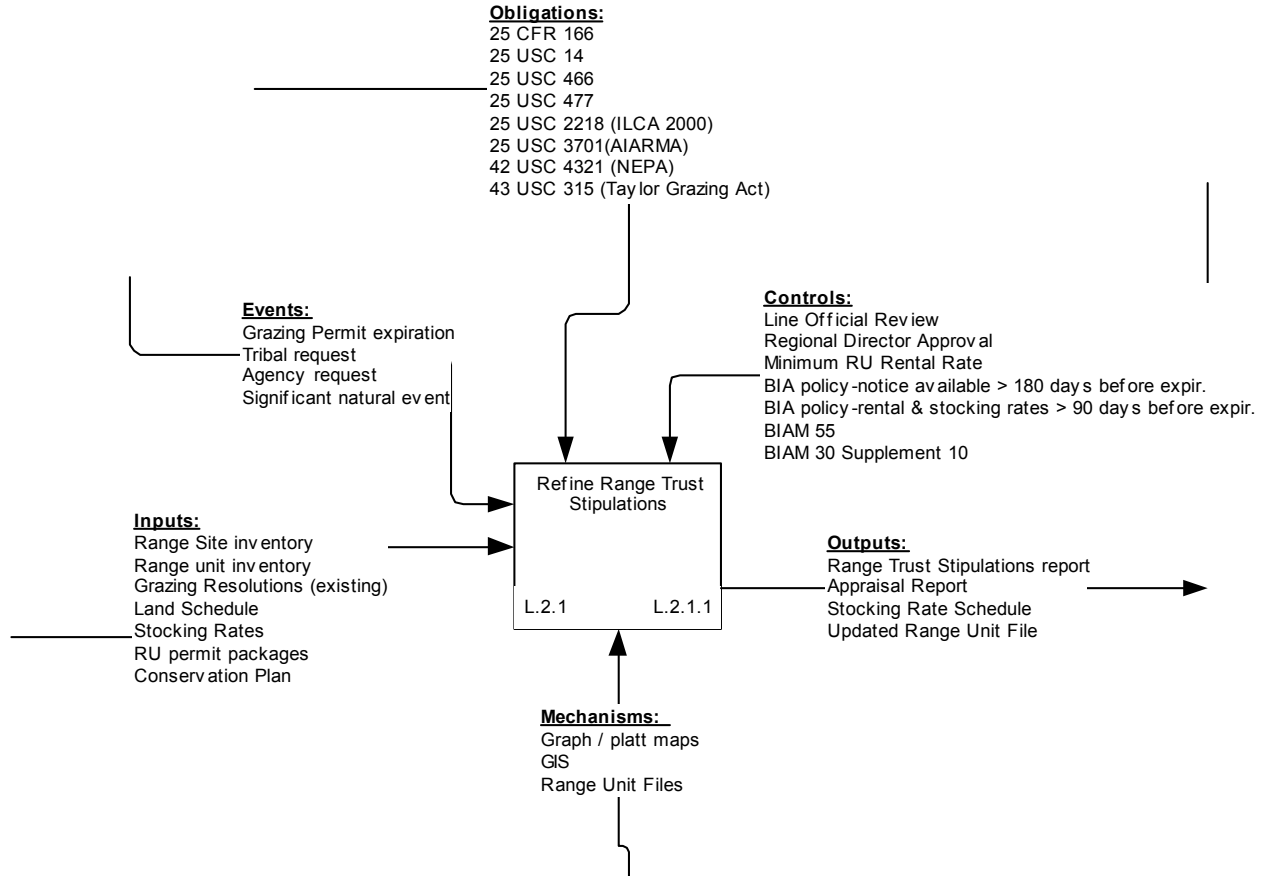 Obligations:
25 CFR 166
25 USC 14
25 USC 466
25 USC 477
25 USC 2218 (ILCA 2000)
25 USC 3701(AIARMA)
42 USC 4321 (NEPA)
43 USC 315 (Taylor Grazing Act)
Events:
Grazing Permit expiration
Tribal request
Agency request
Significant natural event
Controls:
Line Official Review
Regional Director Approval
Minimum RU Rental Rate
BIA policy-notice available > 180 days before expir.
BIA policy-rental & stocking rates > 90 days before expir.
BIAM 55
BIAM 30 Supplement 10
Refine Range Trust
Stipulations
L.2.1 L.2.1.1
Inputs:
Range Site inventory
Range unit inventory
Grazing Resolutions (existing)
Land Schedule
Stocking Rates
RU permit packages
Conservation Plan
Outputs:
Range Trust Stipulations report
Appraisal Report
Stocking Rate Schedule
Updated Range Unit File
Mechanisms:
Graph / platt maps
GIS
Range Unit Files